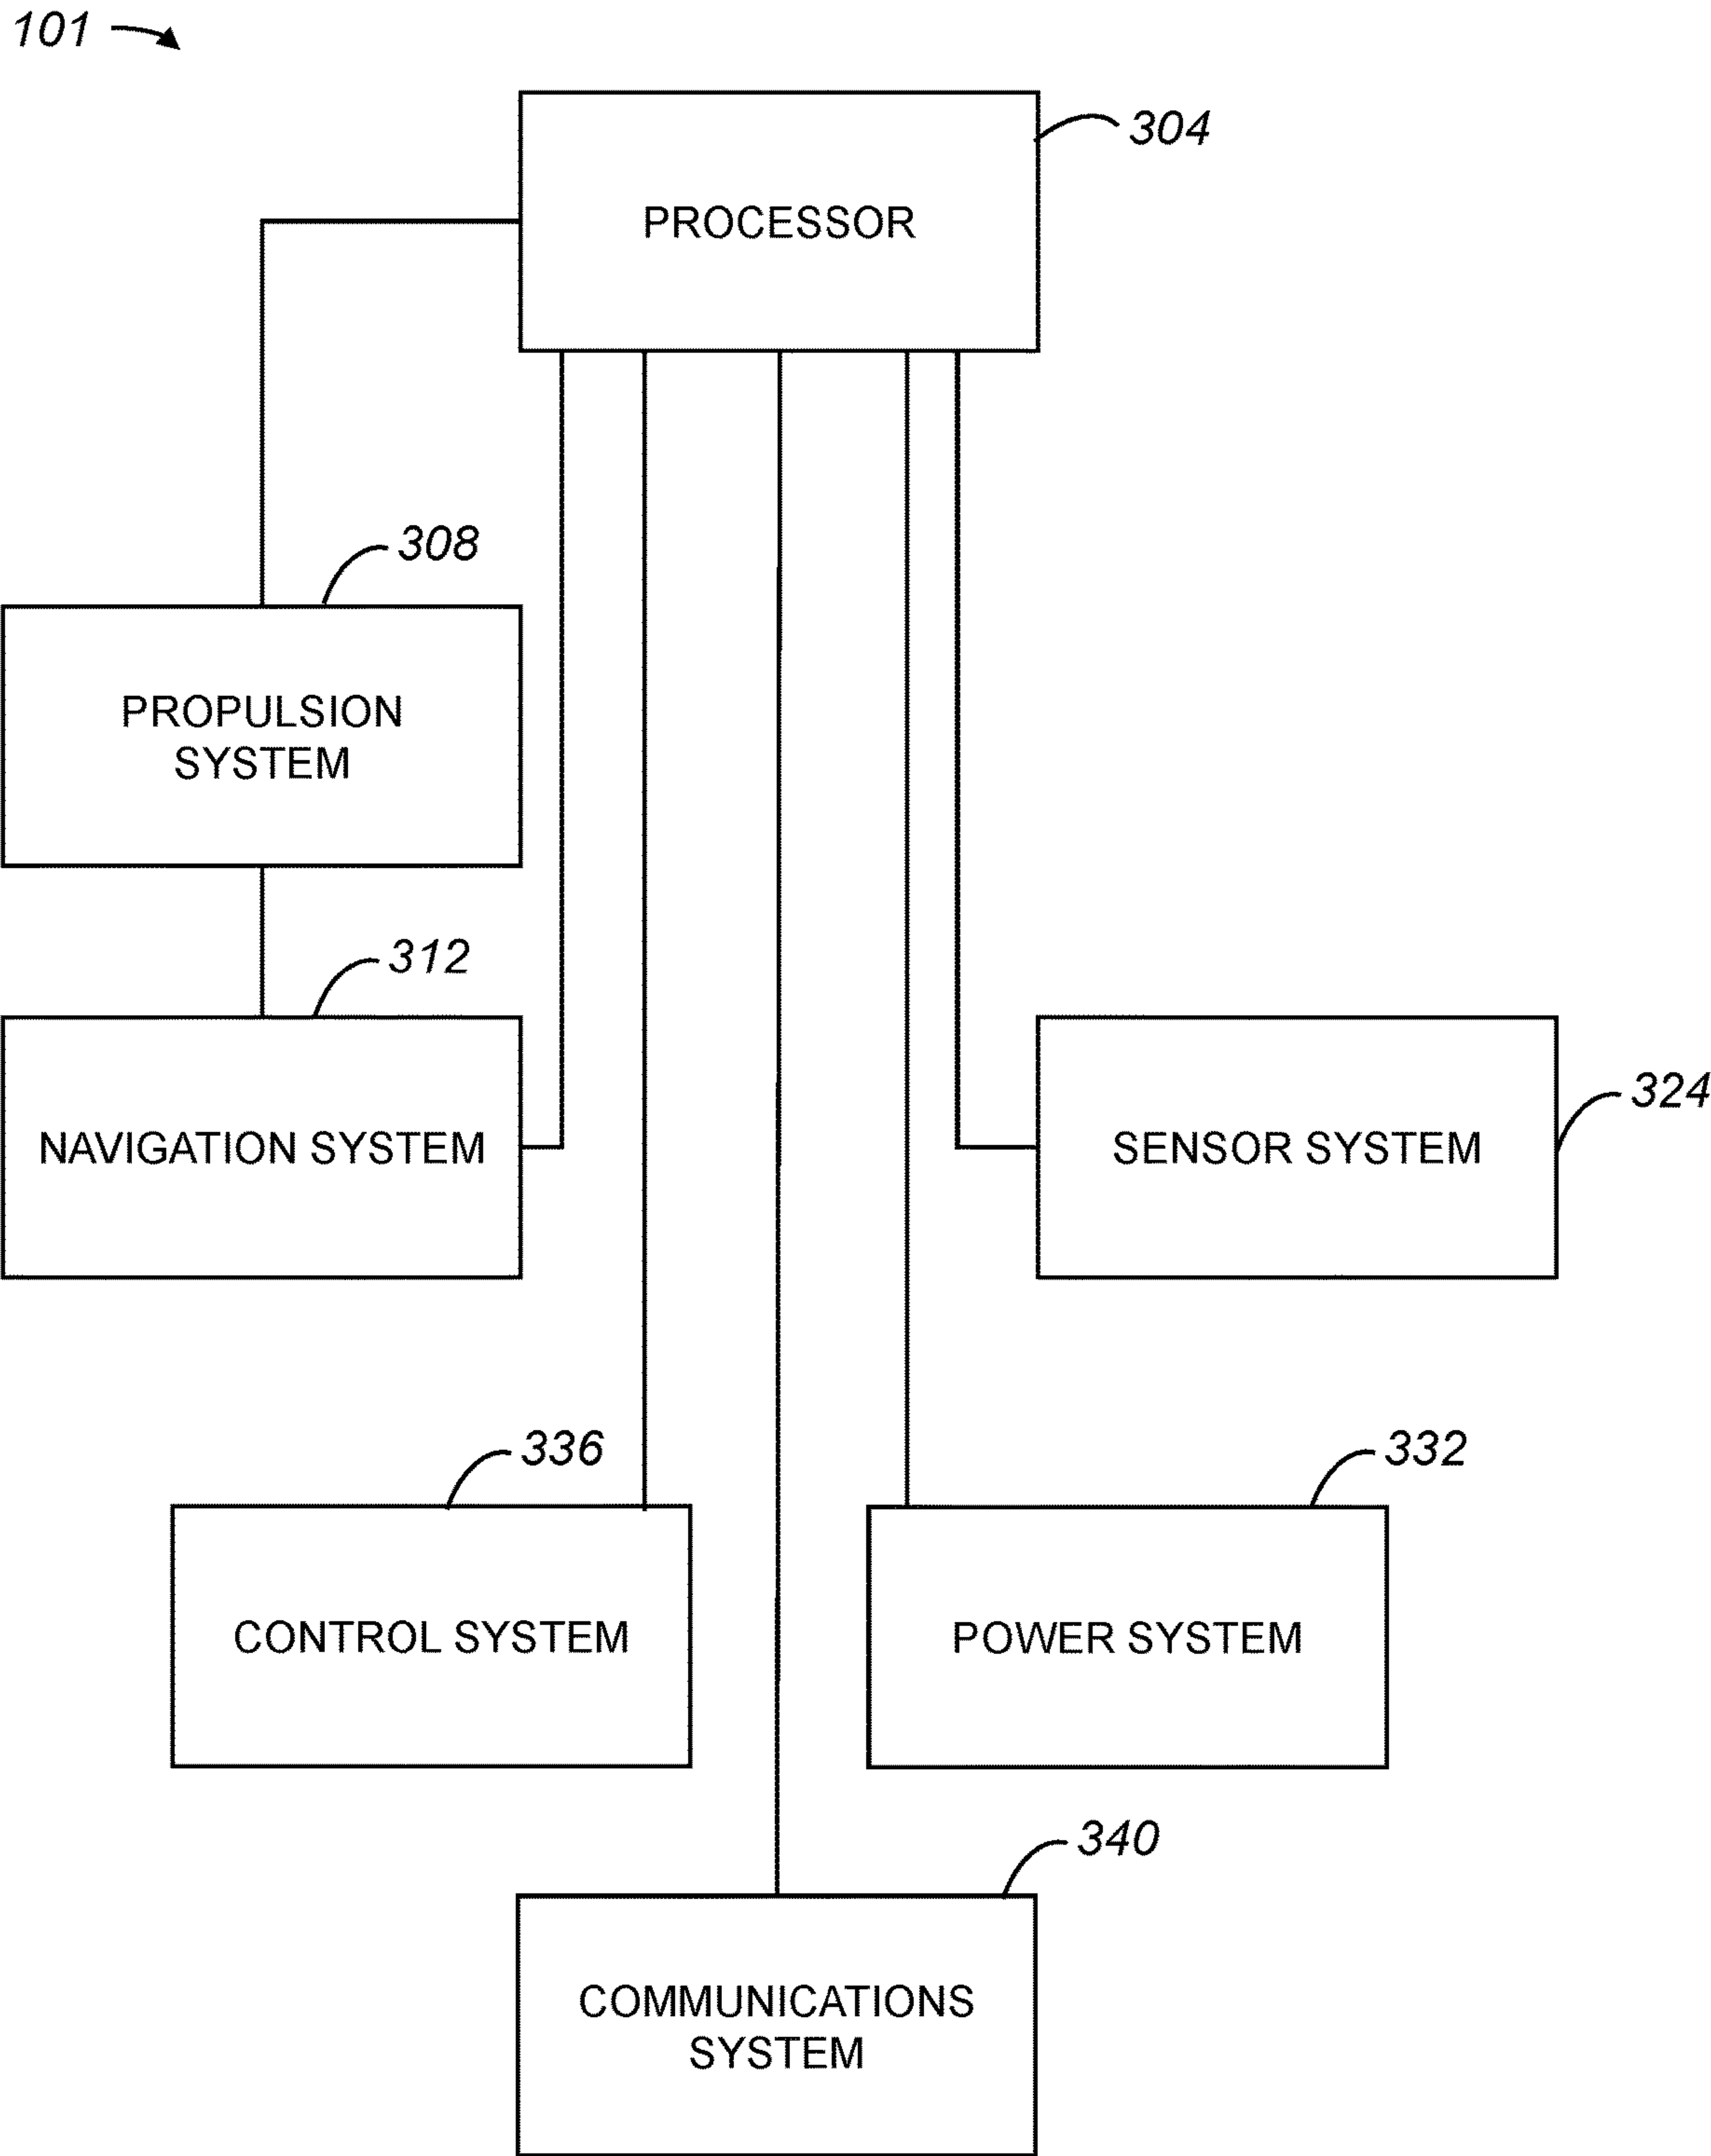 101
304
PROCESSOR
308
PROPULSION
SYSTEM
312
NAVIGATION SYSTEM
324
SENSOR SYSTEM
336
CONTROL SYSTEM
332
POWER SYSTEM
340
COMMUNICATIONS
SYSTEM